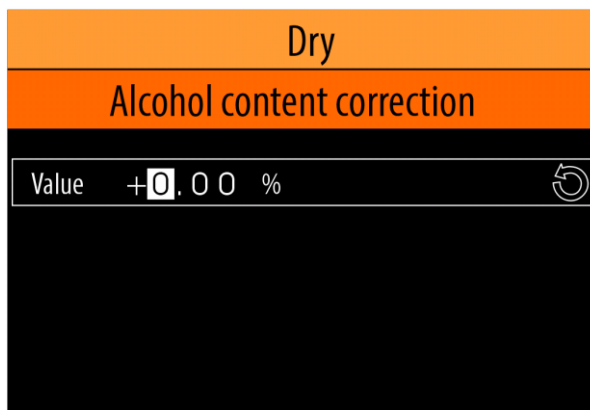 Dry
Alcohol content correction
Value +0.00 %